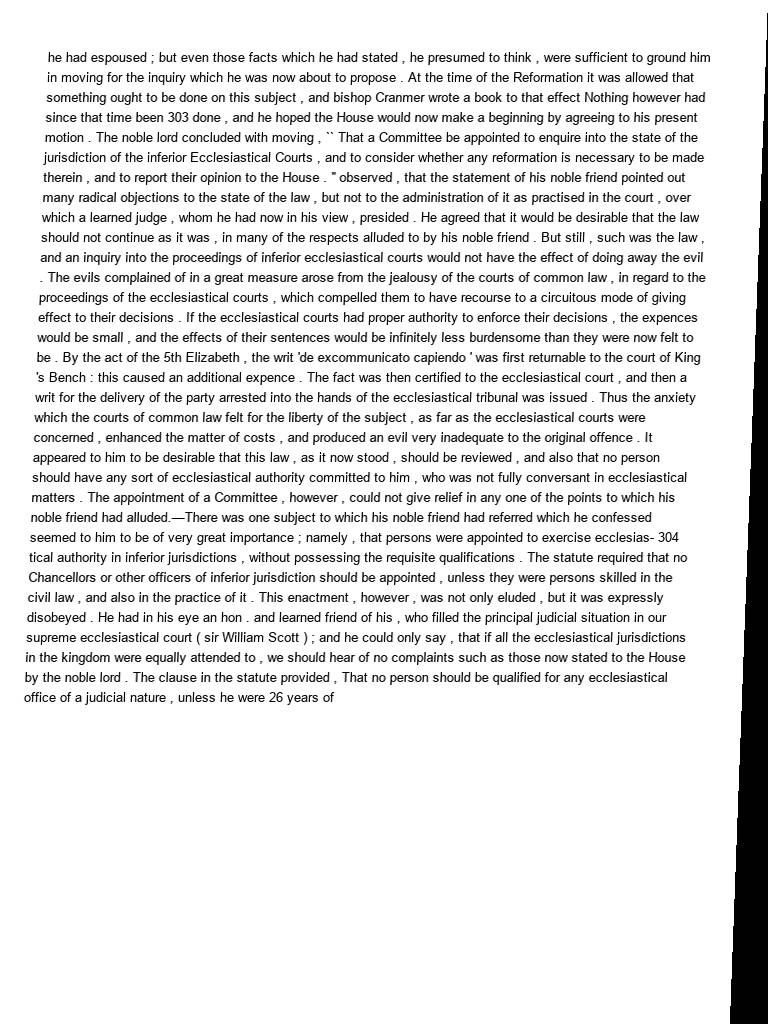 he had espoused ; but even those facts which he had stated , he presumed to think , were sufficient to ground him
in moving for the inquiry which he was now about to propose . At the time of the Reformation it was allowed that
something ought to be done on this subject , and bishop Cranmer wrote a book to that effect Nothing however had
since that time been 303 done , and he hoped the House would now make a beginning by agreeing to his present
motion . The noble lord concluded with moving , `` That a Committee be appointed to enquire into the state of the
jurisdiction of the inferior Ecclesiastical Courts , and to consider whether any reformation is necessary to be made
therein , and to report their opinion to the House . '' observed , that the statement of his noble friend pointed out
many radical objections to the state of the law , but not to the administration of it as practised in the court , over
which a learned judge , whom he had now in his view , presided . He agreed that it would be desirable that the law
should not continue as it was , in many of the respects alluded to by his noble friend . But still , such was the law ,
and an inquiry into the proceedings of inferior ecclesiastical courts would not have the effect of doing away the evil
. The evils complained of in a great measure arose from the jealousy of the courts of common law , in regard to the
proceedings of the ecclesiastical courts , which compelled them to have recourse to a circuitous mode of giving
effect to their decisions . If the ecclesiastical courts had proper authority to enforce their decisions , the expences
would be small , and the effects of their sentences would be infinitely less burdensome than they were now felt to
be . By the act of the 5th Elizabeth , the writ 'de excommunicato capiendo ' was first returnable to the court of King
's Bench : this caused an additional expence . The fact was then certified to the ecclesiastical court , and then a
writ for the delivery of the party arrested into the hands of the ecclesiastical tribunal was issued . Thus the anxiety
which the courts of common law felt for the liberty of the subject , as far as the ecclesiastical courts were
concerned , enhanced the matter of costs , and produced an evil very inadequate to the original offence . It
appeared to him to be desirable that this law , as it now stood , should be reviewed , and also that no person
should have any sort of ecclesiastical authority committed to him , who was not fully conversant in ecclesiastical
matters . The appointment of a Committee , however , could not give relief in any one of the points to which his
noble friend had alluded.—There was one subject to which his noble friend had referred which he confessed
seemed to him to be of very great importance ; namely , that persons were appointed to exercise ecclesias- 304
tical authority in inferior jurisdictions , without possessing the requisite qualifications . The statute required that no
Chancellors or other officers of inferior jurisdiction should be appointed , unless they were persons skilled in the
civil law , and also in the practice of it . This enactment , however , was not only eluded , but it was expressly
disobeyed . He had in his eye an hon . and learned friend of his , who filled the principal judicial situation in our
supreme ecclesiastical court ( sir William Scott ) ; and he could only say , that if all the ecclesiastical jurisdictions
in the kingdom were equally attended to , we should hear of no complaints such as those now stated to the House
by the noble lord . The clause in the statute provided , That no person should be qualified for any ecclesiastical
office of a judicial nature , unless he were 26 years of